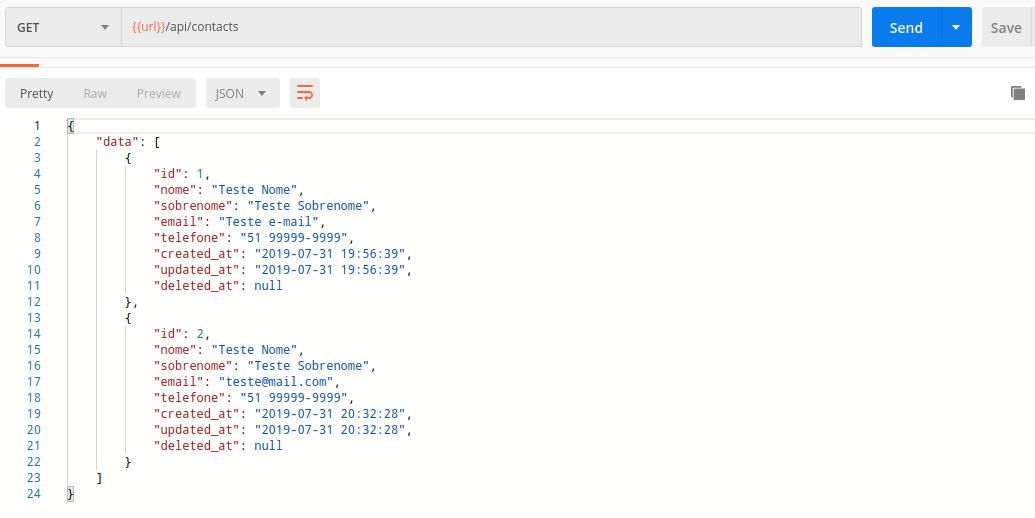 GET {{url}}/api/contacts Send Save
Pretty Raw Preview JSON
1 {
2 "data": [
3 {
4 "id": 1,
5 "nome": "Teste Nome",
6 "sobrenome": "Teste Sobrenome",
7 "email": "Teste e-mail",
8 "telefone": "51 99999-9999",
9 "created_at": "2019-07-31 19:56:39",
10 "updated_at": "2019-07-31 19:56:39",
11 "deleted_at": null
12 },
13 {
14 "id": 2,
15 "nome": "Teste Nome",
16 "sobrenome": "Teste Sobrenome",
17 "email": "teste@mail.com",
18 "telefone": "51 99999-9999",
19 "created_at": "2019-07-31 20:32:28",
20 "updated_at": "2019-07-31 20:32:28",
21 "deleted_at": null
22 }
23 ]
24 }